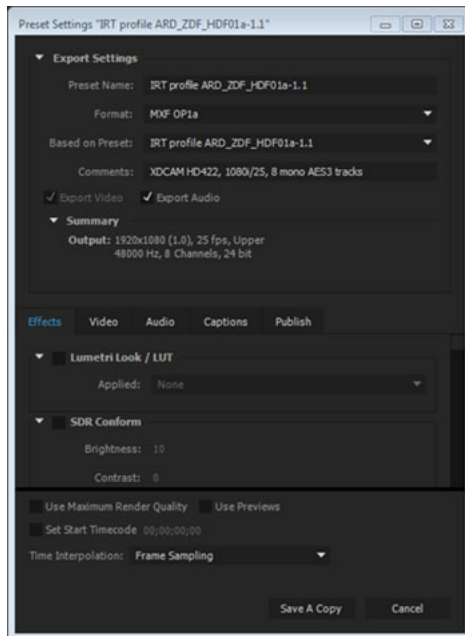 Preset Settings "IRT profile ARD_ZDF_HDF01a-1.1"
Export Settings
Preset Name: IRT profile ARD_ZDF_HDF01a-1.1
Format: MXF OP1a
Based on Preset: IRT profile ARD_ZDF_HDF01a-1.1
Comments: XDCAM HD422, 1080i/25, 8 mono AES3 tracks
Export Video Export Audio
Summary
Output: 1920x1080 (1.0), 25 fps, Upper
48000 Hz, 8 Channels, 24 bit
Effects Video Audio Captions Publish
Lumetri Look / LUT
Applied: None
SDR Conform
Brightness: 10
Contrast: 0
Use Maximum Render Quality Use Previews
Set Start Timecode 00;00;00;00
Time Interpolation: Frame Sampling
Save A Copy Cancel